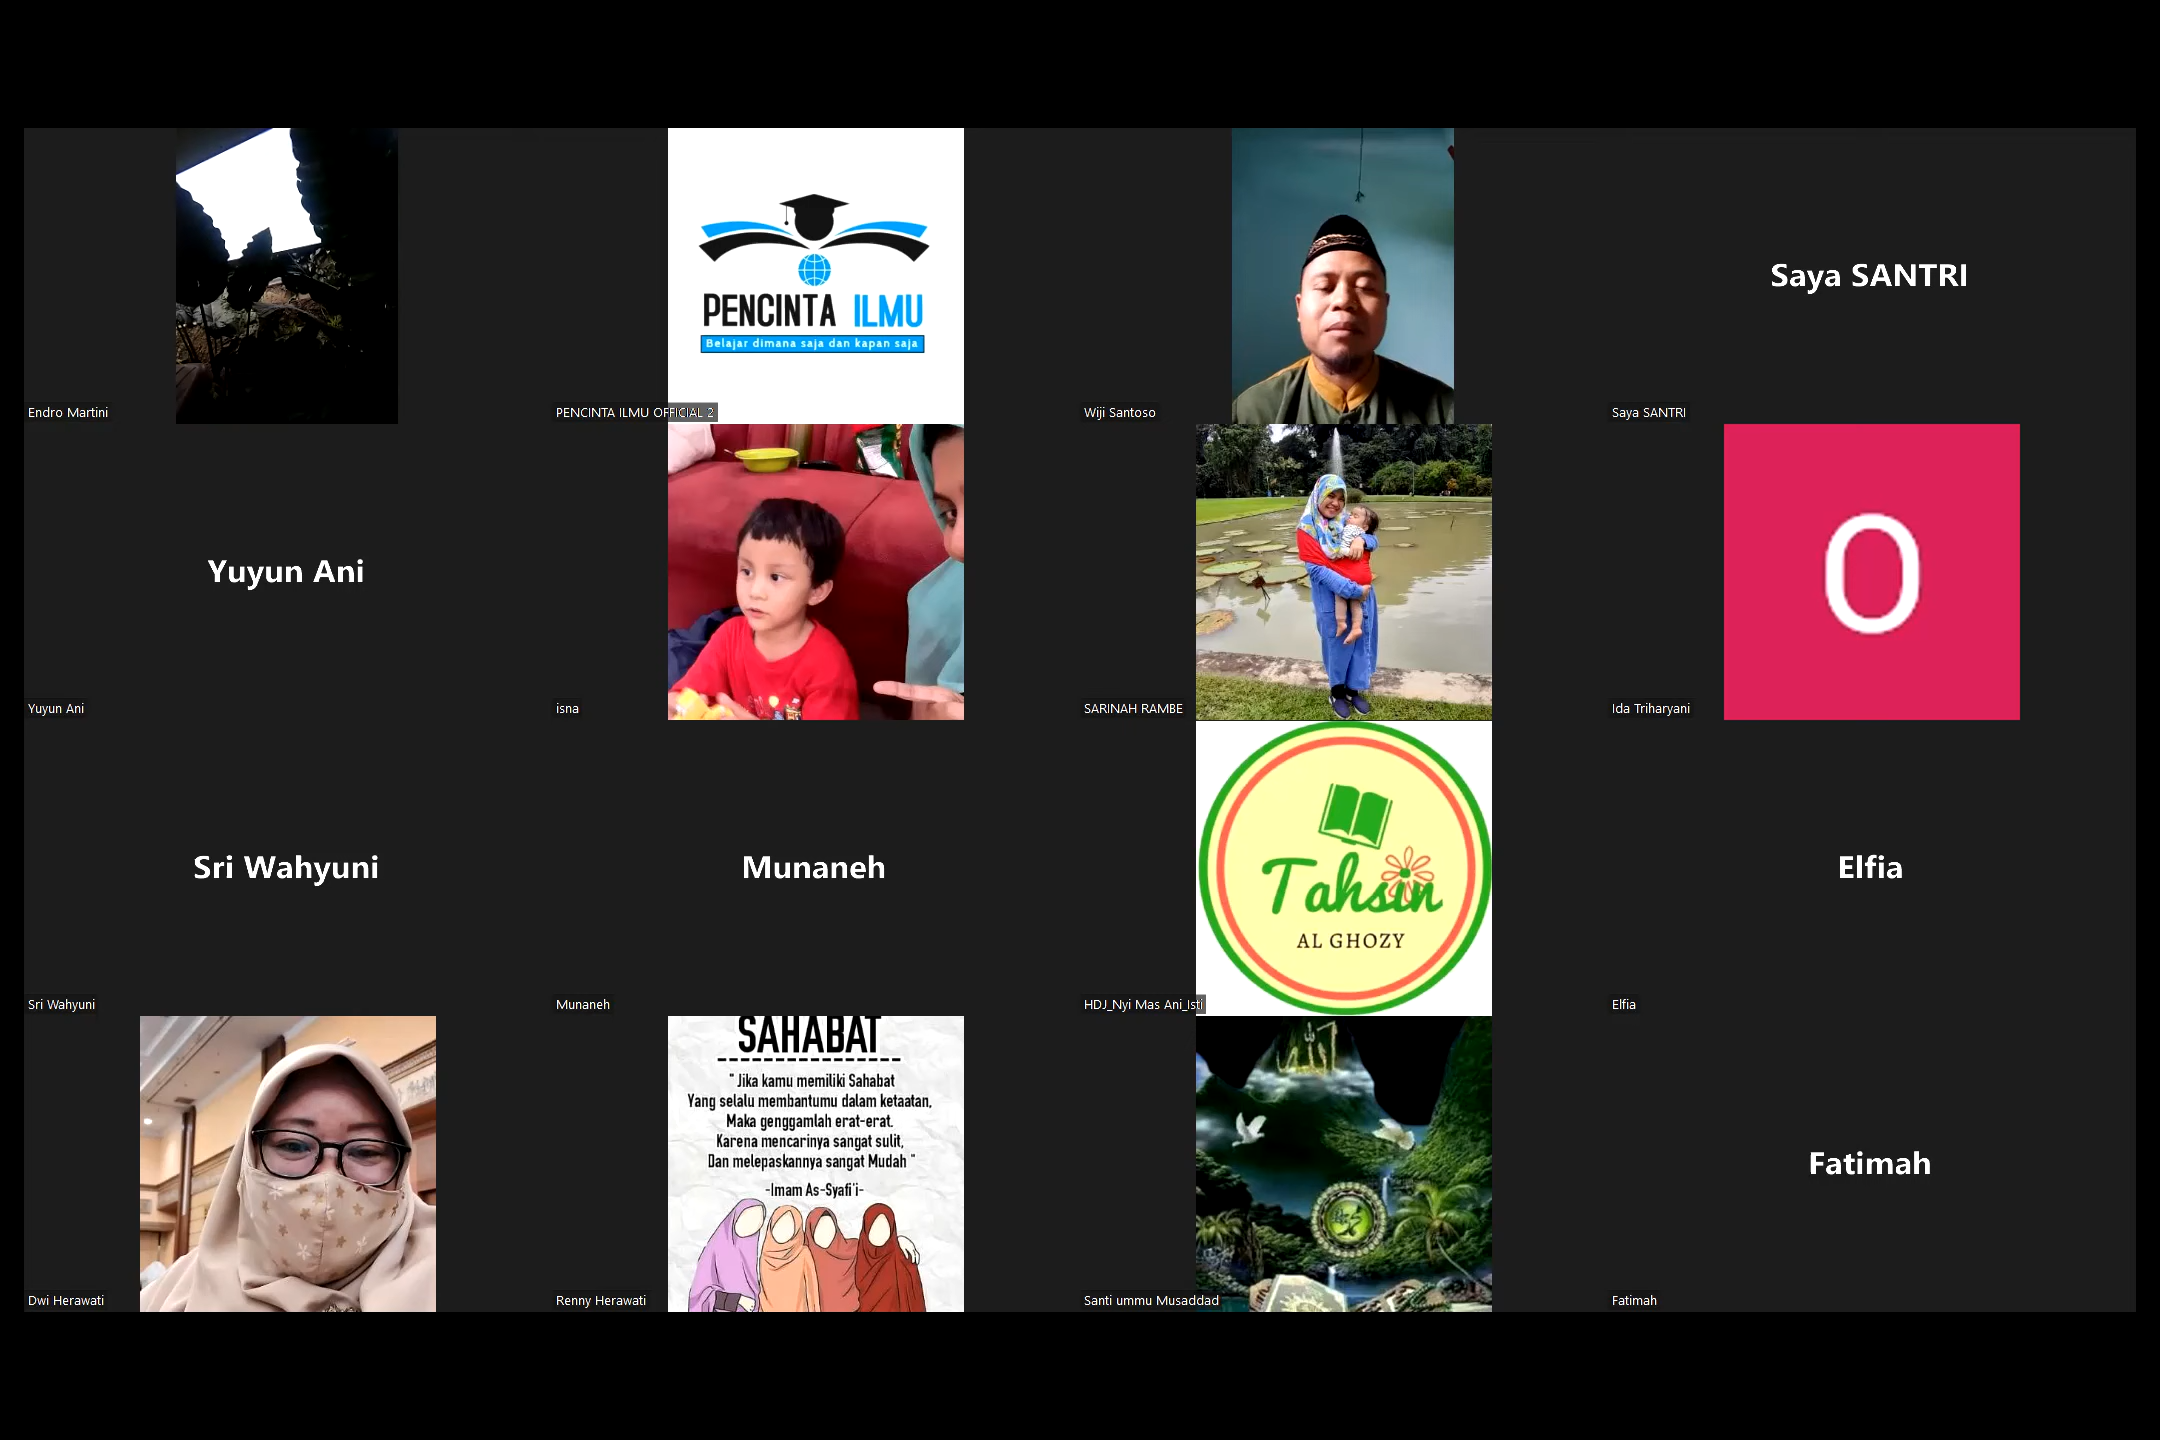 Endro Martini
PENCINTA ILMU
Belajar dimana saja dan kapan saja
PENCINTA ILMU OFFICIAL 2
Wiji Santoso
Saya SANTRI
Saya SANTRI
Yuyun Ani
Yuyun Ani
isna
SARINAH RAMBE
O
Ida Triharyani
Sri Wahyuni
Sri Wahyuni
Munaneh
Munaneh
Tahsin
AL GHOZY
HDJ_Nyi Mas Ani_Isti
Elfia
Elfia
Dwi Herawati
SAHABAT
" Jika kamu memiliki Sahabat
Yang selalu membantumu dalam ketaatan,
Maka genggamlah erat-erat.
Karena mencarinya sangat sulit,
Dan melepaskannya sangat Mudah "
-Imam As-Syafi'i-
Renny Herawati
الله
Santi ummu Musaddad
Fatimah
Fatimah